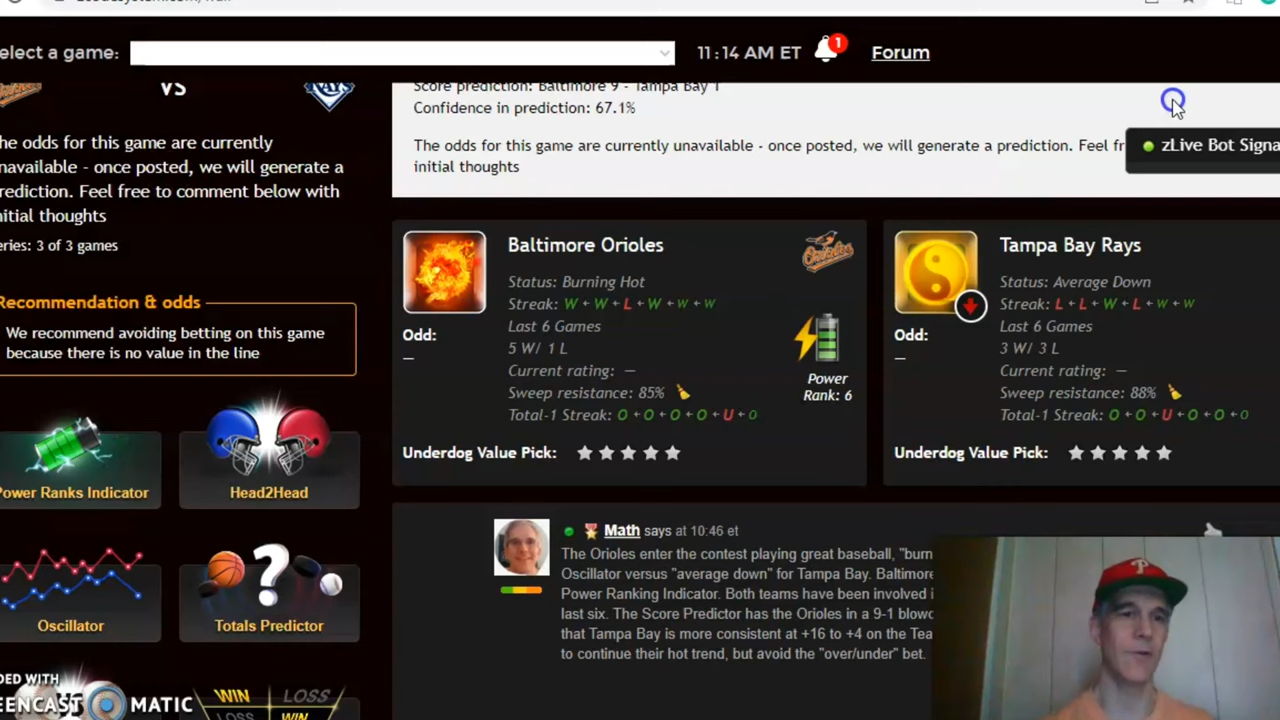 elect a game:
11:14 AM ET
1
Forum
VS
RAYS
he odds for this game are currently
navailable - once posted, we will generate a
rediction. Feel free to comment below with
nitial thoughts
eries: 3 of 3 games
Recommendation & odds
We recommend avoiding betting on this game
because there is no value in the line
Power Ranks Indicator
Head2Head
Oscillator
Totals Predictor
DED WITH
EENCAST
MATIC
WIN LOSS
LOSS WIN
Score prediction: Baltimore 9 - Tampa Bay 1
Confidence in prediction: 67.1%
The odds for this game are currently unavailable - once posted, we will generate a prediction. Feel fr
initial thoughts
zLive Bot Signa
Baltimore Orioles
Orioles
Status: Burning Hot
Streak: W ← W ← L ← W ← W ← W
Odd:
—
Last 6 Games
5 W/ 1 L
Current rating: —
Sweep resistance: 85%
Total-1 Streak: O ← O ← O ← O ← U ← O
Power
Rank: 6
Underdog Value Pick:
Tampa Bay Rays
Status: Average Down
Streak: L ← L ← W ← L ← W ← W
Odd:
—
Last 6 Games
3 W/ 3 L
Current rating: —
Sweep resistance: 88%
Total-1 Streak: O ← O ← U ← O ← O ← O
Underdog Value Pick:
Math says at 10:46 et
The Orioles enter the contest playing great baseball, "burn
Oscillator versus "average down" for Tampa Bay. Baltimore
Power Ranking Indicator. Both teams have been involved i
last six. The Score Predictor has the Orioles in a 9-1 blowo
that Tampa Bay is more consistent at +16 to +4 on the Tea
to continue their hot trend, but avoid the "over/under" bet.
P